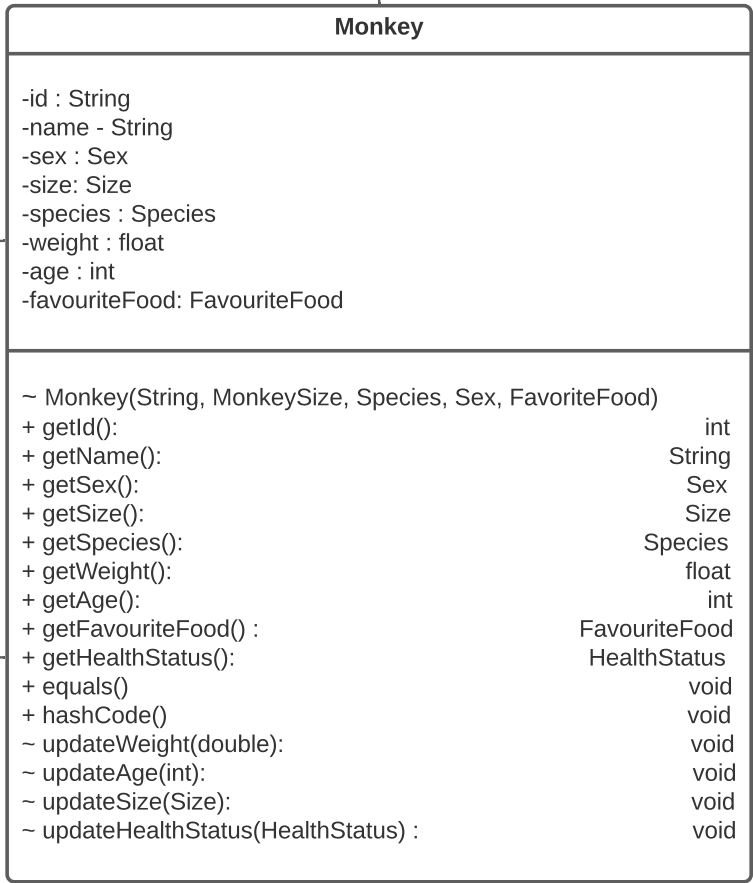 Monkey
-id : String
-name - String
-sex : Sex
-size: Size
-species : Species
-weight : float
-age : int
-favouriteFood: FavouriteFood
~ Monkey(String, MonkeySize, Species, Sex, FavoriteFood)
+ getId(): int
+ getName(): String
+ getSex(): Sex
+ getSize(): Size
+ getSpecies(): Species
+ getWeight(): float
+ getAge(): int
+ getFavouriteFood() : FavouriteFood
+ getHealthStatus(): HealthStatus
+ equals() void
+ hashCode() void
~ updateWeight(double): void
~ updateAge(int): void
~ updateSize(Size): void
~ updateHealthStatus(HealthStatus) : void